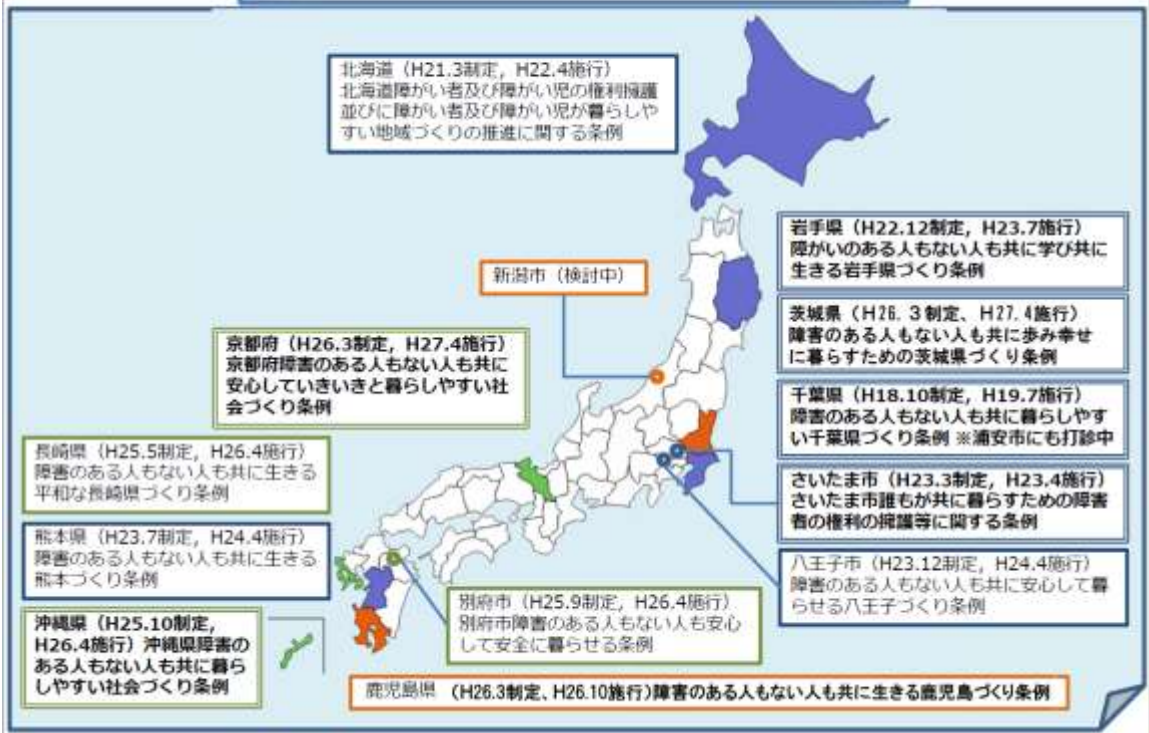 北海道（H21.3制定，H22.4施行）
北海道障がい者及び障がい児の権利擁護
並びに障がい者及び障がい児が暮らしや
すい地域づくりの推進に関する条例
岩手県（H22.12制定，H23.7施行）
障がいのある人もない人も共に学び共に
生きる岩手県づくり条例
新潟市（検討中）
茨城県（H26．３制定、H27.4施行）
障害のある人もない人も共に歩み幸せ
に暮らすための茨城県づくり条例
京都府（H26.3制定，H27.4施行）
京都府障害のある人もない人も共に
安心していきいきと暮らしやすい社
会づくり条例
千葉県（H18.10制定，H19.7施行）
障害のある人もない人も共に暮らしやす
い千葉県づくり条例 ※浦安市にも打診中
長崎県（H25.5制定，H26.4施行）
障害のある人もない人も共に生きる
平和な長崎県づくり条例
さいたま市（H23.3制定，H23.4施行）
さいたま市誰もが共に暮らすための障害
者の権利の擁護等に関する条例
熊本県（H23.7制定，H24.4施行）
障害のある人もない人も共に生きる
熊本づくり条例
八王子市（H23.12制定，H24.4施行）
障害のある人もない人も共に安心して暮
らせる八王子づくり条例
別府市（H25.9制定，H26.4施行）
別府市障害のある人もない人も安心
して安全に暮らせる条例
沖縄県（H25.10制定，
H26.4施行）沖縄県障害の
ある人もない人も共に暮ら
しやすい社会づくり条例
鹿児島県 （H26.3制定、H26.10施行）障害のある人もない人も共に生きる鹿児島づくり条例